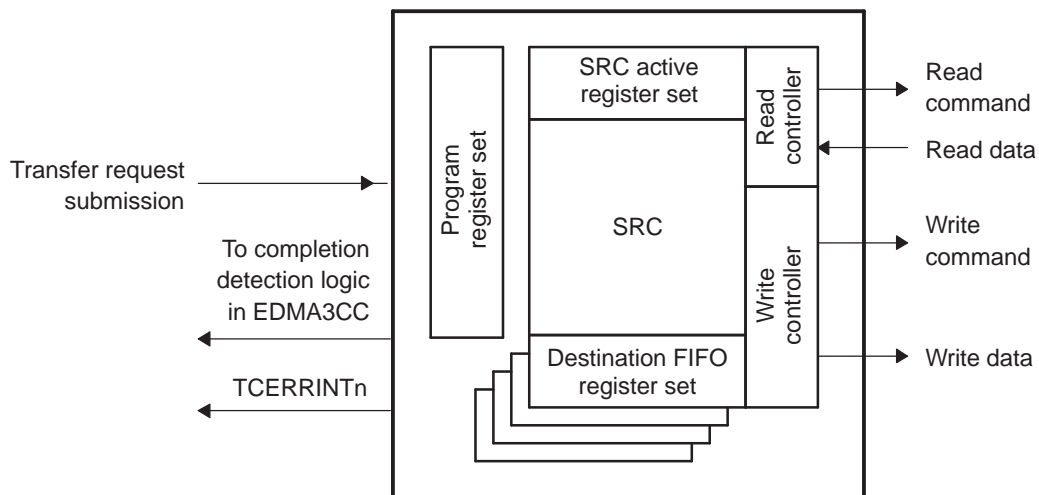 Transfer request
submission
To completion
detection logic
in EDMA3CC
TCERRINTn
Program
register set
SRC active
register set
SRC
Destination FIFO
register set
Read
controller
Write
controller
Read
command
Read data
Write
command
Write data